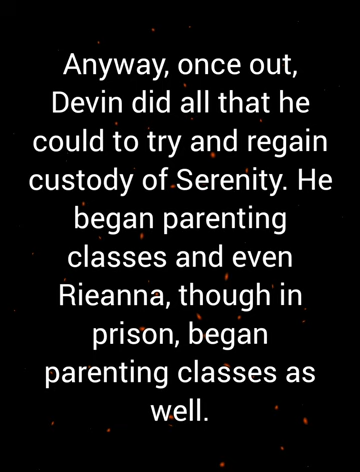 Anyway, once out,
Devin did all that he
could to try and regain
custody of Serenity. He
began parenting
classes and even
Rieanna, though in
prison, began
parenting classes as
well.